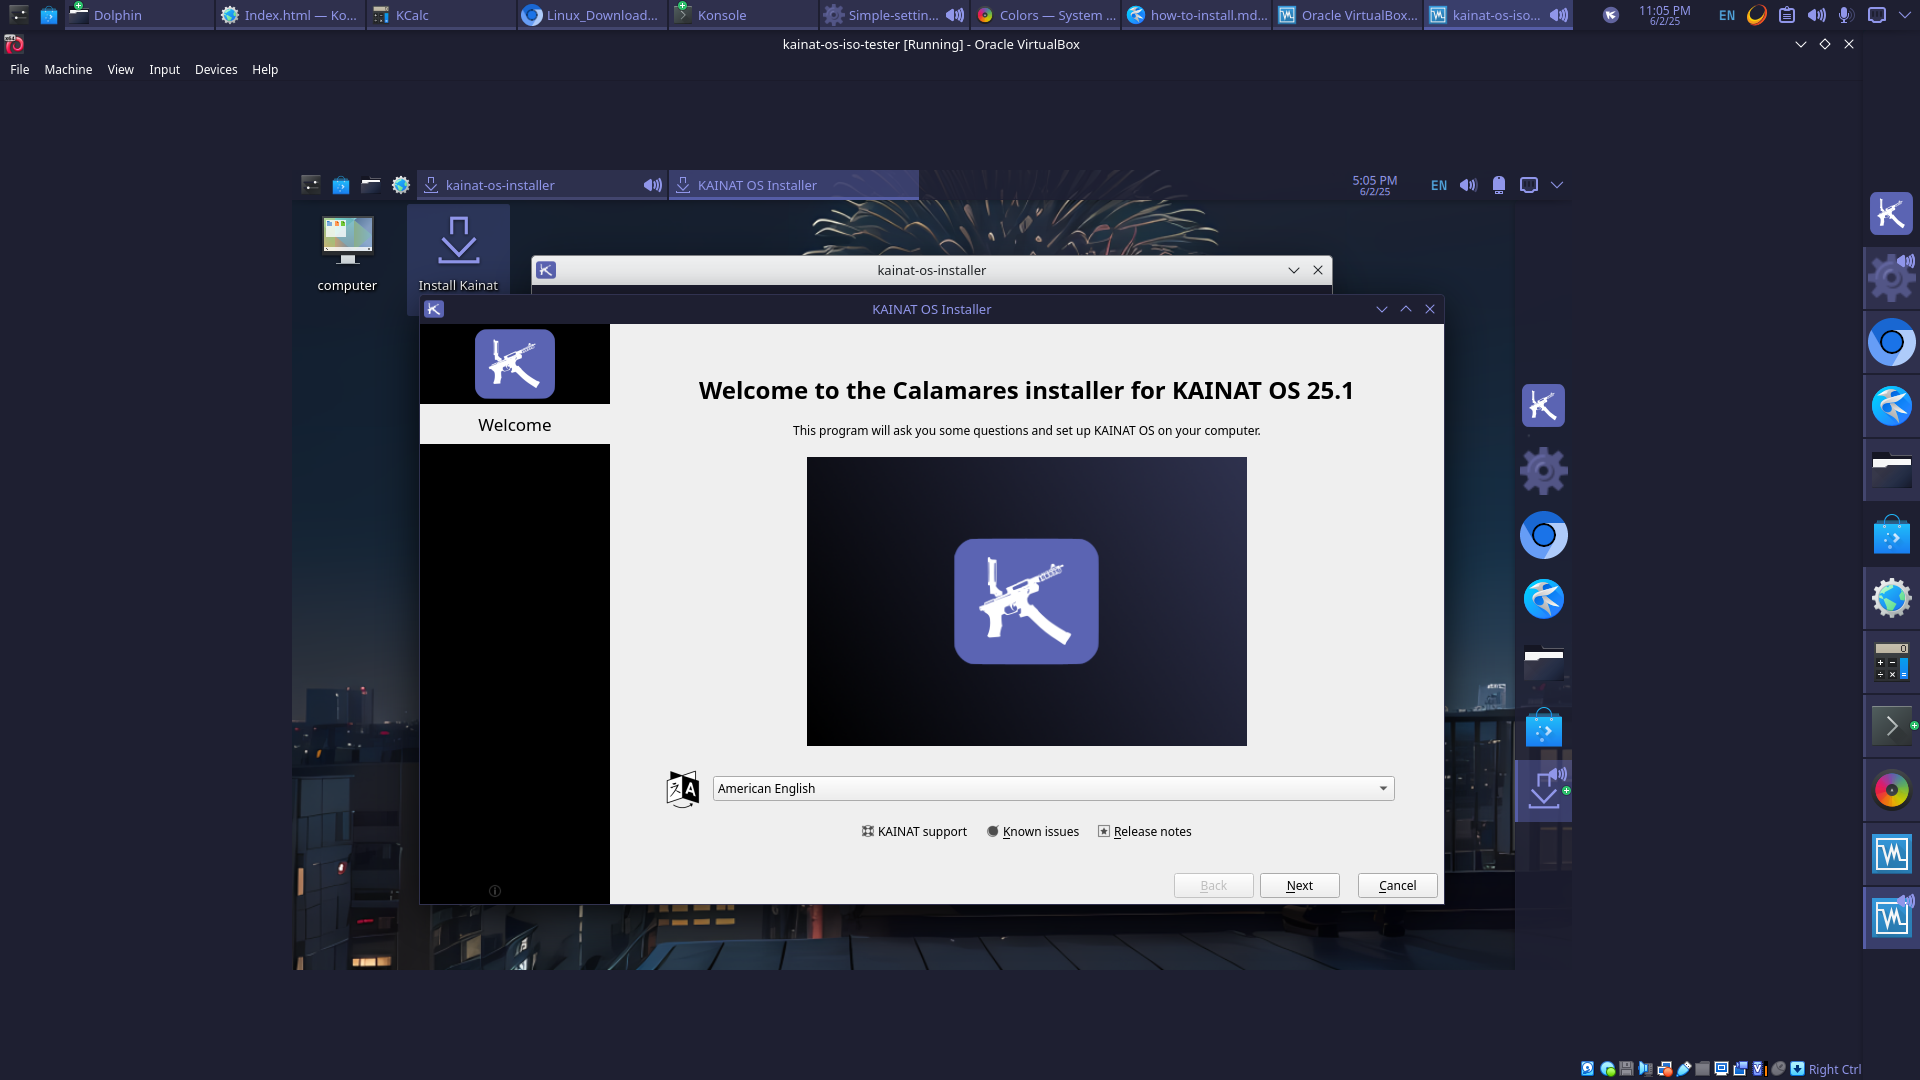 Dolphin
Index.html — Ko...
KCalc
Linux_Download...
Konsole
Simple-settin...
Colors — System ...
how-to-install.md...
Oracle VirtualBox...
kainat-os-iso...
11:05 PM
6/2/25
EN
kainat-os-iso-tester [Running] - Oracle VirtualBox
File Machine View Input Devices Help
kainat-os-installer
KAINAT OS Installer
5:05 PM
6/2/25
EN
computer
Install Kainat
kainat-os-installer
KAINAT OS Installer
Welcome
Welcome to the Calamares installer for KAINAT OS 25.1
This program will ask you some questions and set up KAINAT OS on your computer.
American English
KAINAT support
Known issues
Release notes
Back
Next
Cancel
Right Ctrl